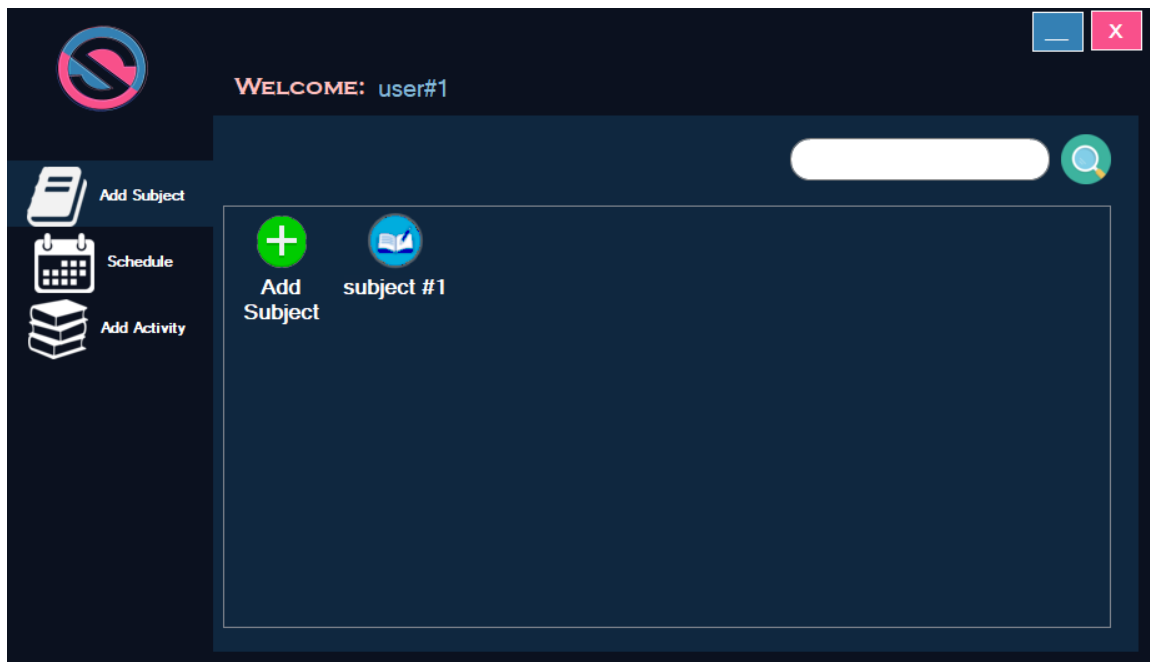 X
WELCOME: user#1
Add Subject
Schedule
Add Activity
Add
Subject
subject #1